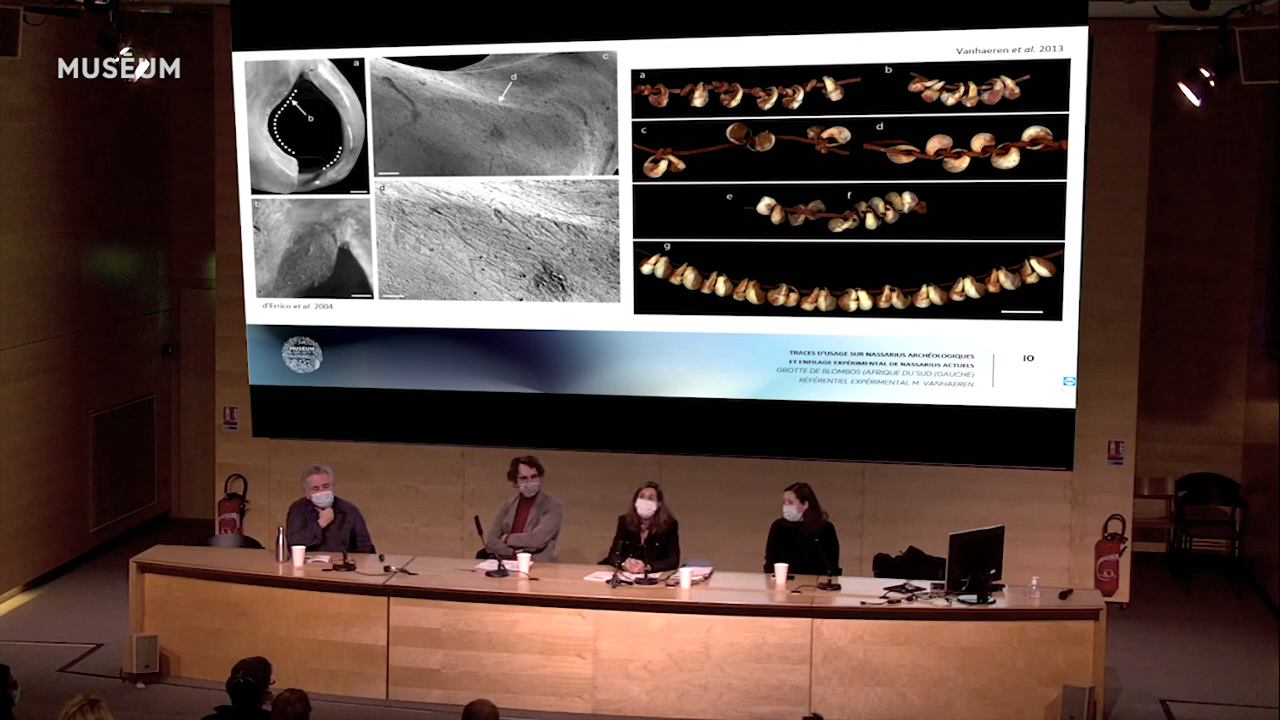 MUSÉUM
Vanhaeren et al. 2013
a
b
c
d
b
d
d'Errico et al. 2004
a
b
c
d
e
f
g
MUSÉUM
TRACES D'USAGE SUR NASSARIUS ARCHÉOLOGIQUES
ET ENFILAGE EXPÉRIMENTAL DE NASSARIUS ACTUELS
GROTTE DE BLOMBOS (AFRIQUE DU SUD (GAUCHE)
RÉFÉRENTIEL EXPÉRIMENTAL M. VANHAEREN
10